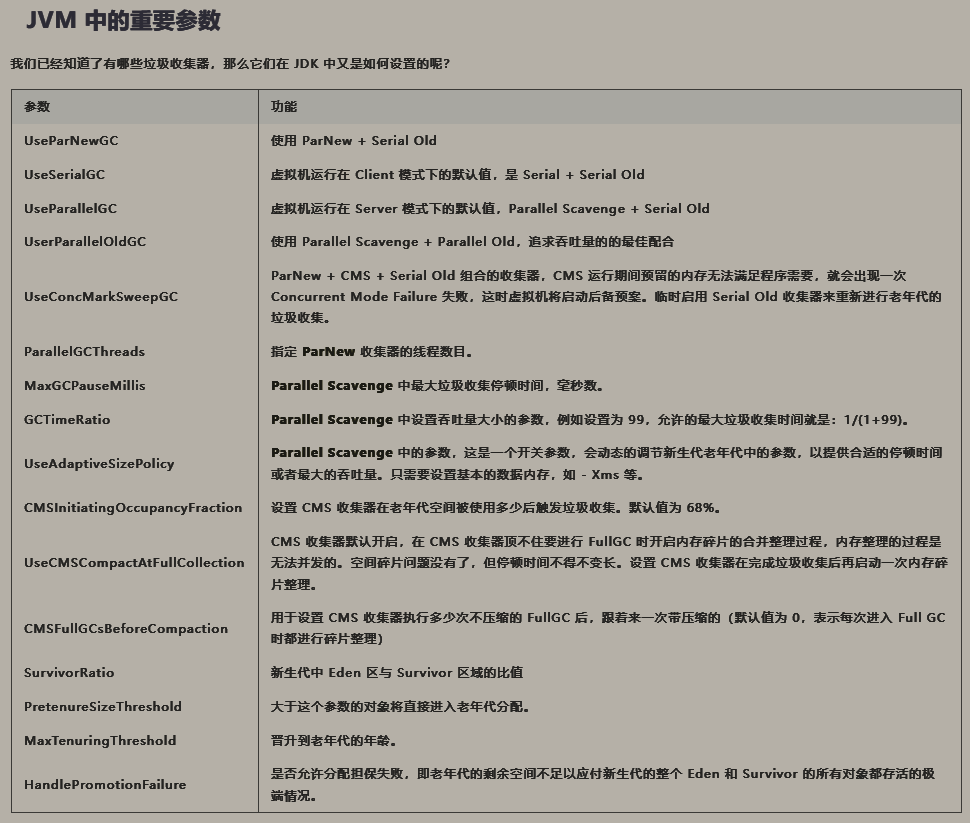 JVM 中的重要参数
我们已经知道了有哪些垃圾收集器，那么它们在 JDK 中又是如何设置的呢？
参数 功能
UseParNewGC 使用 ParNew + Serial Old
UseSerialGC 虚拟机运行在 Client 模式下的默认值，是 Serial + Serial Old
UseParallelGC 虚拟机运行在 Server 模式下的默认值，Parallel Scavenge + Serial Old
UserParallelOldGC 使用 Parallel Scavenge + Parallel Old，追求吞吐量的的最佳配合
UseConcMarkSweepGC
ParNew + CMS + Serial Old 组合的收集器，CMS 运行期间预留的内存无法满足程序需要，就会出现一次
Concurrent Mode Failure 失败，这时虚拟机将启动后备预案。临时启用 Serial Old 收集器来重新进行老年代的
垃圾收集。
ParallelGCThreads 指定 ParNew 收集器的线程数目。
MaxGCPauseMillis Parallel Scavenge 中最大垃圾收集停顿时间，毫秒数。
GCTimeRatio Parallel Scavenge 中设置吞吐量大小的参数，例如设置为 99，允许的最大垃圾收集时间就是：1/(1+99)。
UseAdaptiveSizePolicy
Parallel Scavenge 中的参数，这是一个开关参数，会动态的调节新生代老年代中的参数，以提供合适的停顿时间
或者最大的吞吐量。只需要设置基本的数据内存，如 - Xms 等。
CMSInitiatingOccupancyFraction 设置 CMS 收集器在老年代空间被使用多少后触发垃圾收集。默认值为 68%。
UseCMSCompactAtFullCollection
CMS 收集器默认开启，在 CMS 收集器顶不住要进行 FullGC 时开启内存碎片的合并整理过程，内存整理的过程是
无法并发的。空间碎片问题没有了，但停顿时间不得不变长。设置 CMS 收集器在完成垃圾收集后再启动一次内存碎
片整理。
CMSFullGCsBeforeCompaction
用于设置 CMS 收集器执行多少次不压缩的 FullGC 后，跟着来一次带压缩的（默认值为 0，表示每次进入 Full GC
时都进行碎片整理）
SurvivorRatio 新生代中 Eden 区与 Survivor 区域的比值
PretenureSizeThreshold 大于这个参数的对象将直接进入老年代分配。
MaxTenuringThreshold 晋升到老年代的年龄。
HandlePromotionFailure
是否允许分配担保失败，即老年代的剩余空间不足以应付新生代的整个 Eden 和 Survivor 的所有对象都存活的极
端情况。